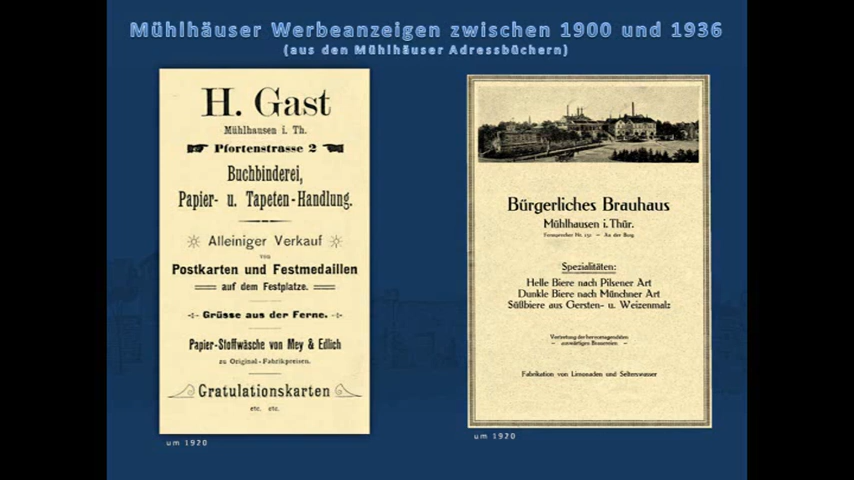 Mühlhäuser Werbeanzeigen zwischen 1900 und 1936
(aus den Mühlhäuser Adressbüchern)
H. Gast
Mühlhausen i. Th.
Pfortenstrasse 2
Buchbinderei,
Papier- u. Tapeten-Handlung.
Alleiniger Verkauf
von
Postkarten und Festmedaillen
auf dem Festplatze.
Grüsse aus der Ferne.
Papier-Stoffwäsche von Mey & Edlich
zu Original-Fabrikpreisen.
Gratulationskarten
etc. etc.
um 1920
Bürgerliches Brauhaus
Mühlhausen i. Thür.
Fernsprecher Nr. – An der Burg
Spezialitäten:
Helle Biere nach Pilsener Art
Dunkle Biere nach Münchner Art
Süßbiere aus Gersten- u. Weizenmalz
Vertretung der hervorragendsten
– auswärtigen Brauereien –
Fabrikation von Limonaden und Selterswasser
um 1920